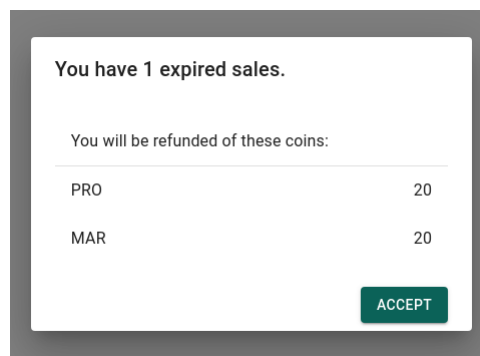 You have 1 expired sales.
You will be refunded of these coins:
PRO 20
MAR 20
ACCEPT